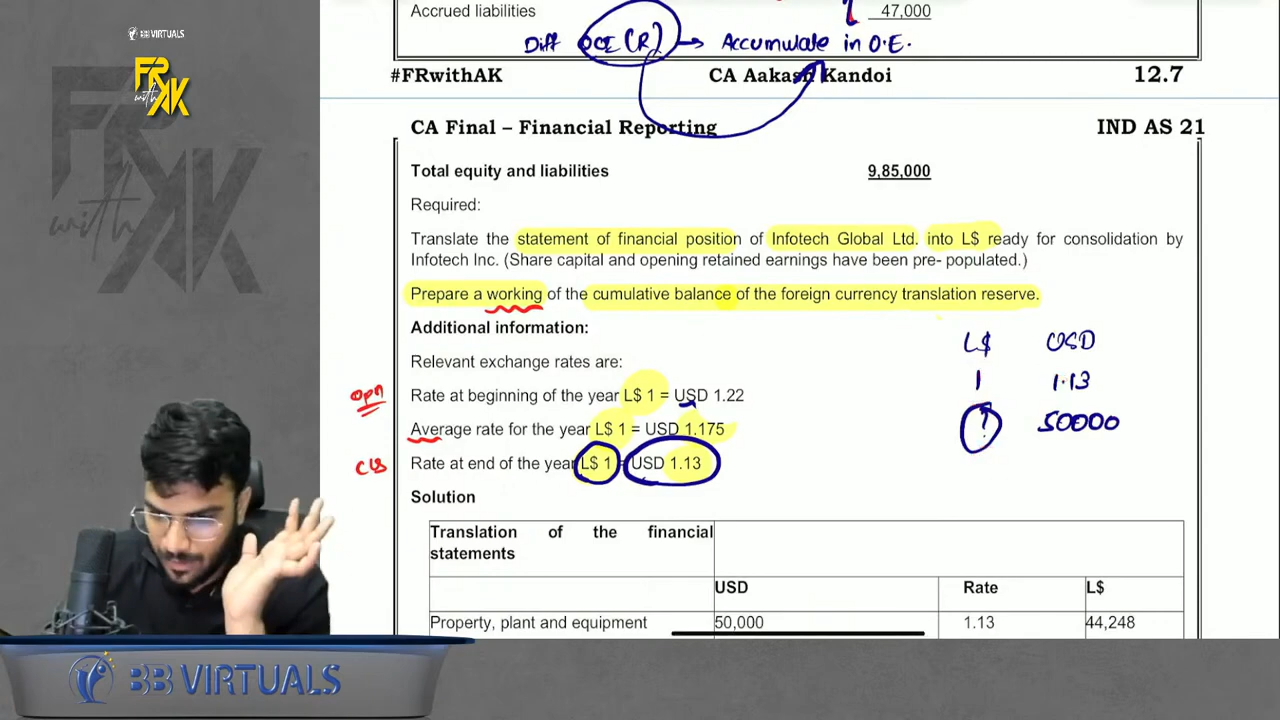 BB VIRTUALS
FR
with
AK
FR
with
AK
Accrued liabilities 47,000
Diff OCI (R) → Accumulate in O.E.
#FRwithAK CA Aakash Kandoi 12.7
CA Final – Financial Reporting IND AS 21
Total equity and liabilities 9,85,000
Required:
Translate the statement of financial position of Infotech Global Ltd. into L$ ready for consolidation by
Infotech Inc. (Share capital and opening retained earnings have been pre- populated.)
Prepare a working of the cumulative balance of the foreign currency translation reserve.
Additional information:
L$ USD
Relevant exchange rates are:
1 1.13
Opn Rate at beginning of the year L$ 1 = USD 1.22
Average rate for the year L$ 1 = USD 1.175
? 50000
Cls Rate at end of the year L$ 1 = USD 1.13
Solution
Translation of the financial
statements
USD Rate L$
Property, plant and equipment 50,000 1.13 44,248
BB VIRTUALS